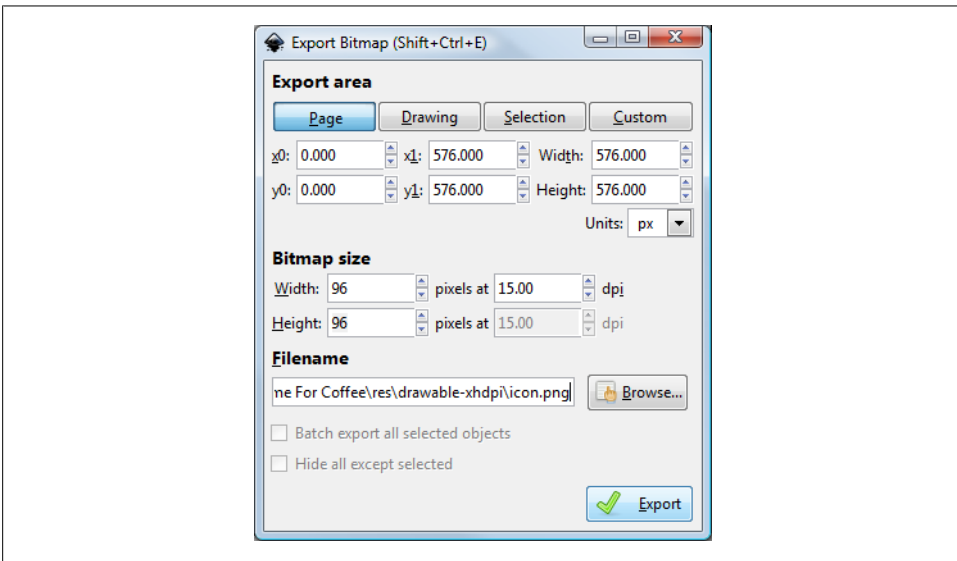 Export Bitmap (Shift+Ctrl+E)
Export area
Page Drawing Selection Custom
x0: 0.000 x1: 576.000 Width: 576.000
y0: 0.000 y1: 576.000 Height: 576.000
Units: px
Bitmap size
Width: 96 pixels at 15.00 dpi
Height: 96 pixels at 15.00 dpi
Filename
ne For Coffee\res\drawable-xhdpi\icon.png Browse...
Batch export all selected objects
Hide all except selected
Export